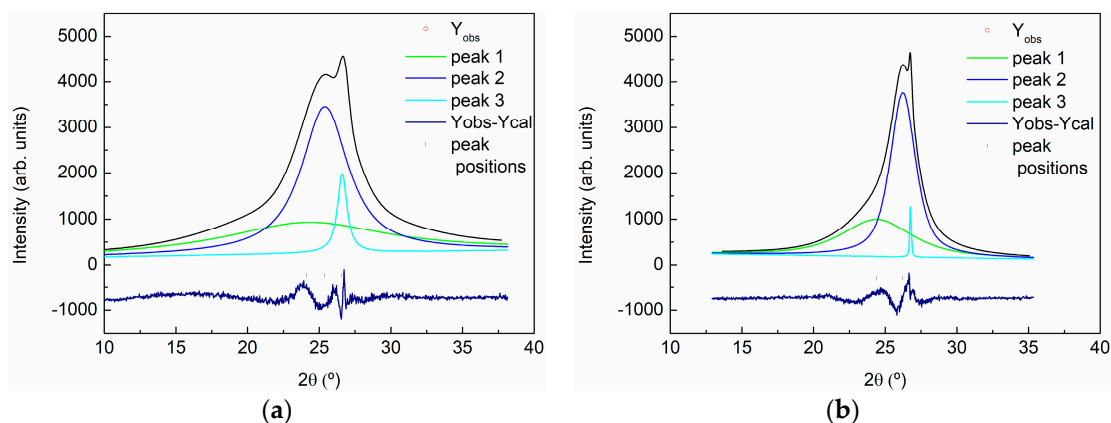 Y obs
peak 1
peak 2
peak 3
Yobs-Ycal
peak
positions
5000
4000
3000
2000
1000
0
-1000
10 15 20 25 30 35 40
Intensity (arb. units)
2θ (º)
(a)
Y obs
peak 1
peak 2
peak 3
Yobs-Ycal
peak
positions
5000
4000
3000
2000
1000
0
-1000
10 15 20 25 30 35 40
Intensity (arb. units)
2θ (º)
(b)